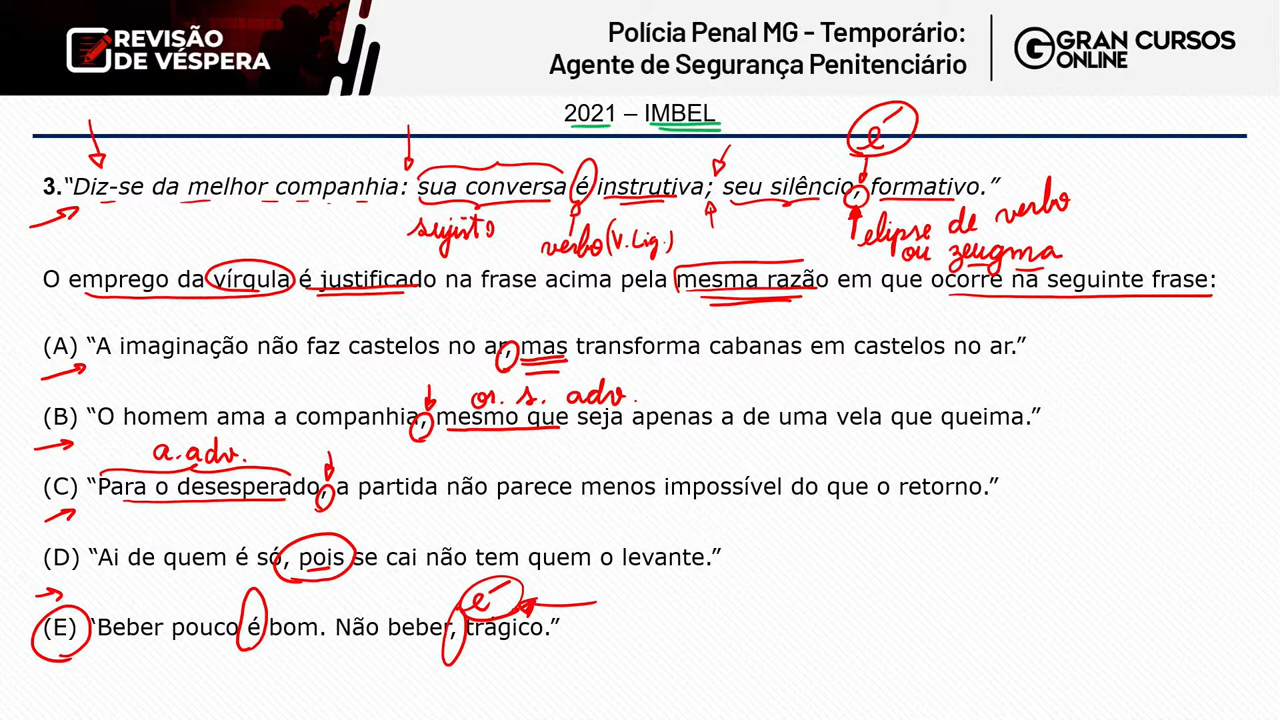 REVISÃO
DE VÉSPERA
Polícia Penal MG - Temporário:
Agente de Segurança Penitenciário
GRAN CURSOS
ONLINE
2021 – IMBEL
é
3.“Diz-se da melhor companhia: sua conversa é instrutiva; seu silêncio, formativo.”
sujeito
verbo (V. Lig.)
elipse de verbo
ou zeugma
O emprego da vírgula é justificado na frase acima pela mesma razão em que ocorre na seguinte frase:
(A) “A imaginação não faz castelos no ar, mas transforma cabanas em castelos no ar.”
or. s. adv.
(B) “O homem ama a companhia, mesmo que seja apenas a de uma vela que queima.”
a. adv.
(C) “Para o desesperado, a partida não parece menos impossível do que o retorno.”
(D) “Ai de quem é só, pois se cai não tem quem o levante.”
é
(E) “Beber pouco é bom. Não beber, trágico.”